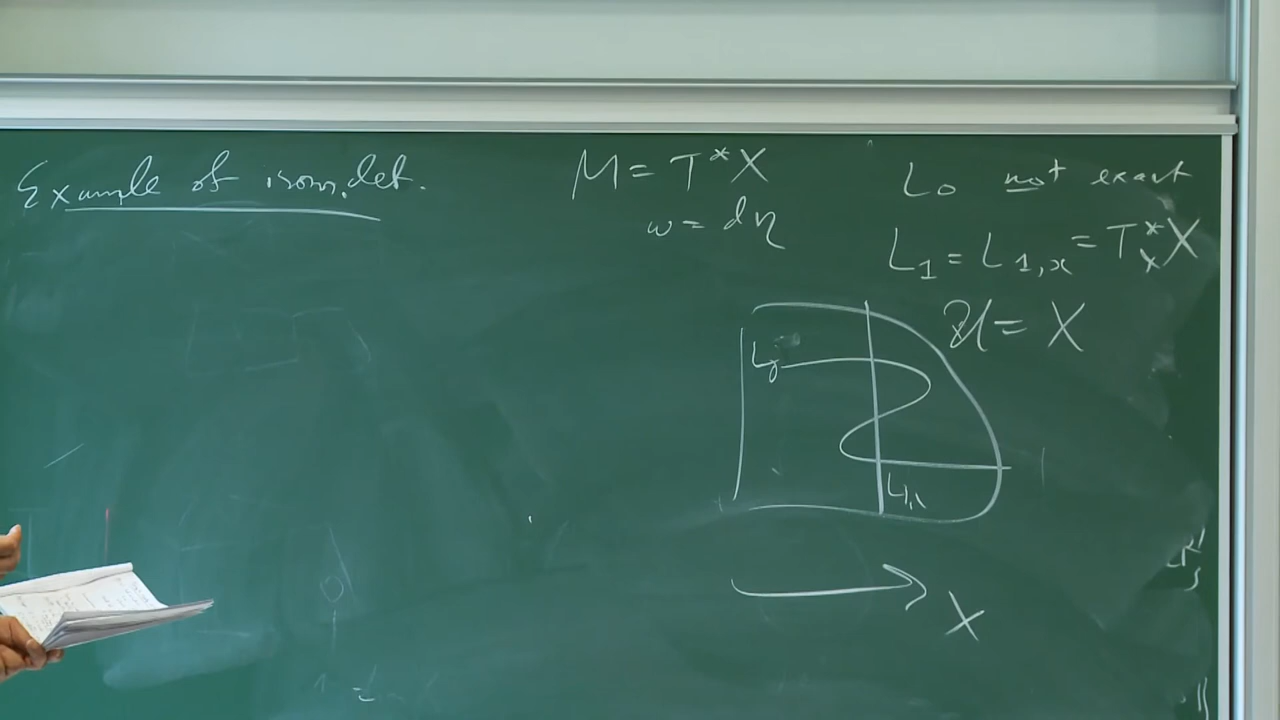 Example of isom. def.
M = T*X
ω = dη
L₀ not exact
L₁ = L₁,ₓ = T*ₓX
𝒰 = X
L₀
L₁,ₓ
X